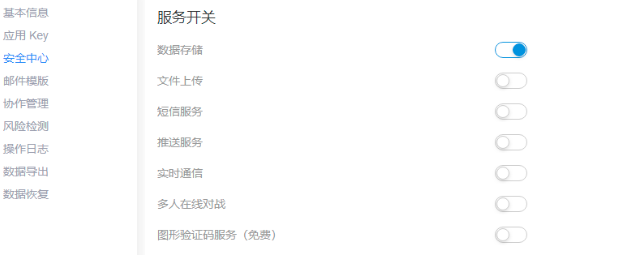 基本信息
应用 Key
安全中心
邮件模版
协作管理
风险检测
操作日志
数据导出
数据恢复
服务开关
数据存储
文件上传
短信服务
推送服务
实时通信
多人在线对战
图形验证码服务（免费）